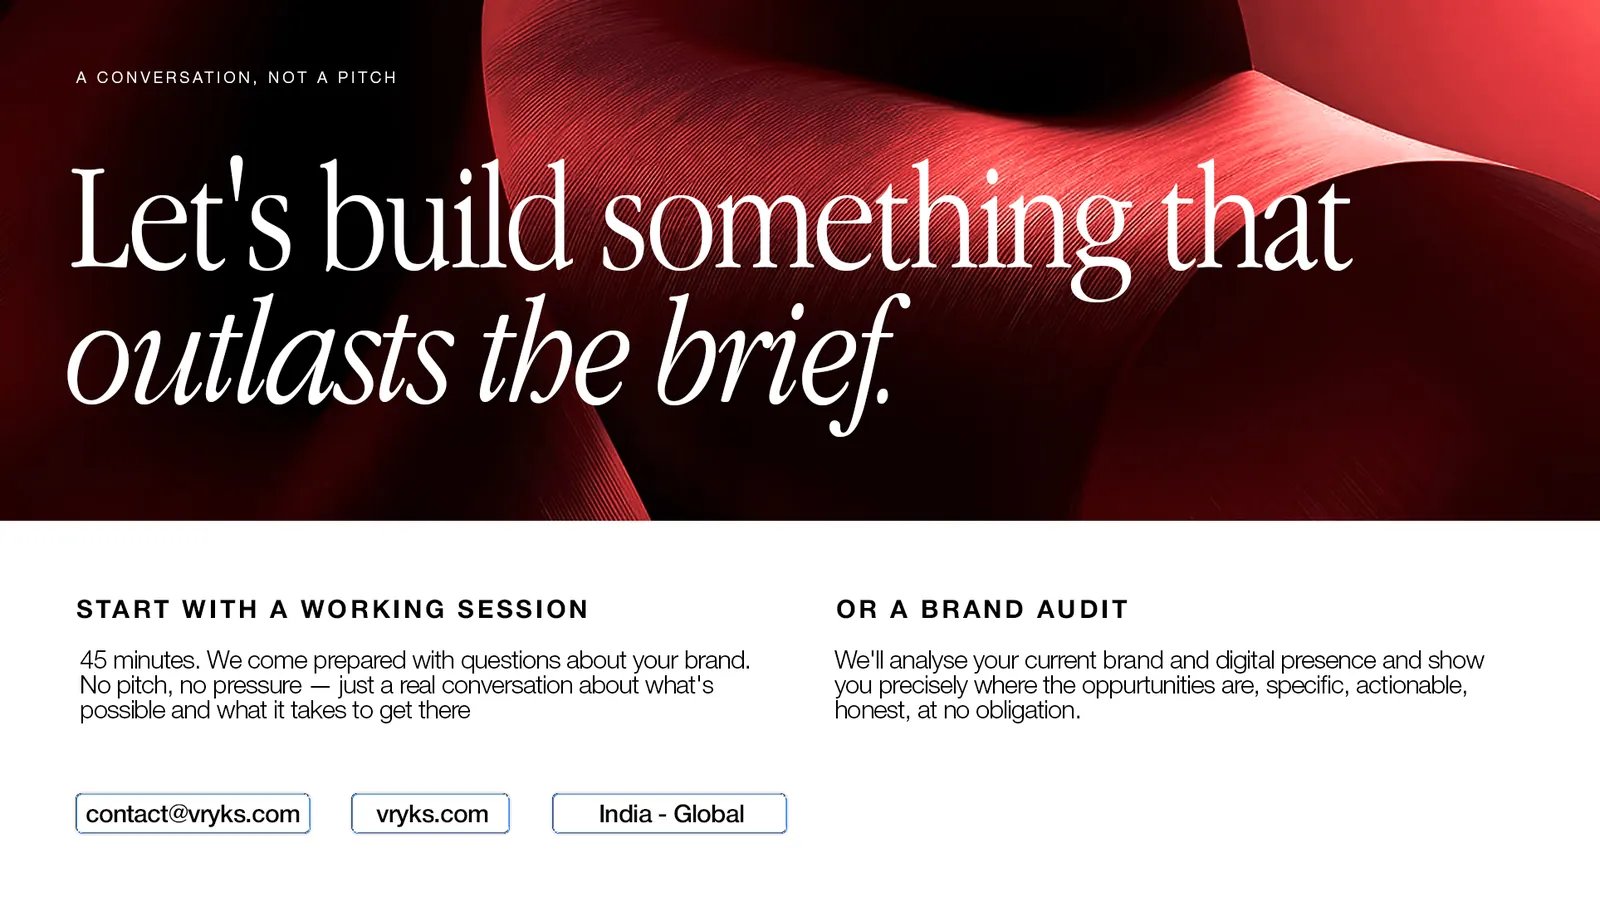 A CONVERSATION, NOT A PITCH
Let's build something that
outlasts the brief.
START WITH A WORKING SESSION
45 minutes. We come prepared with questions about your brand.
No pitch, no pressure — just a real conversation about what's
possible and what it takes to get there
OR A BRAND AUDIT
We'll analyse your current brand and digital presence and show
you precisely where the oppurtunities are, specific, actionable,
honest, at no obligation.
contact@vryks.com
vryks.com
India - Global